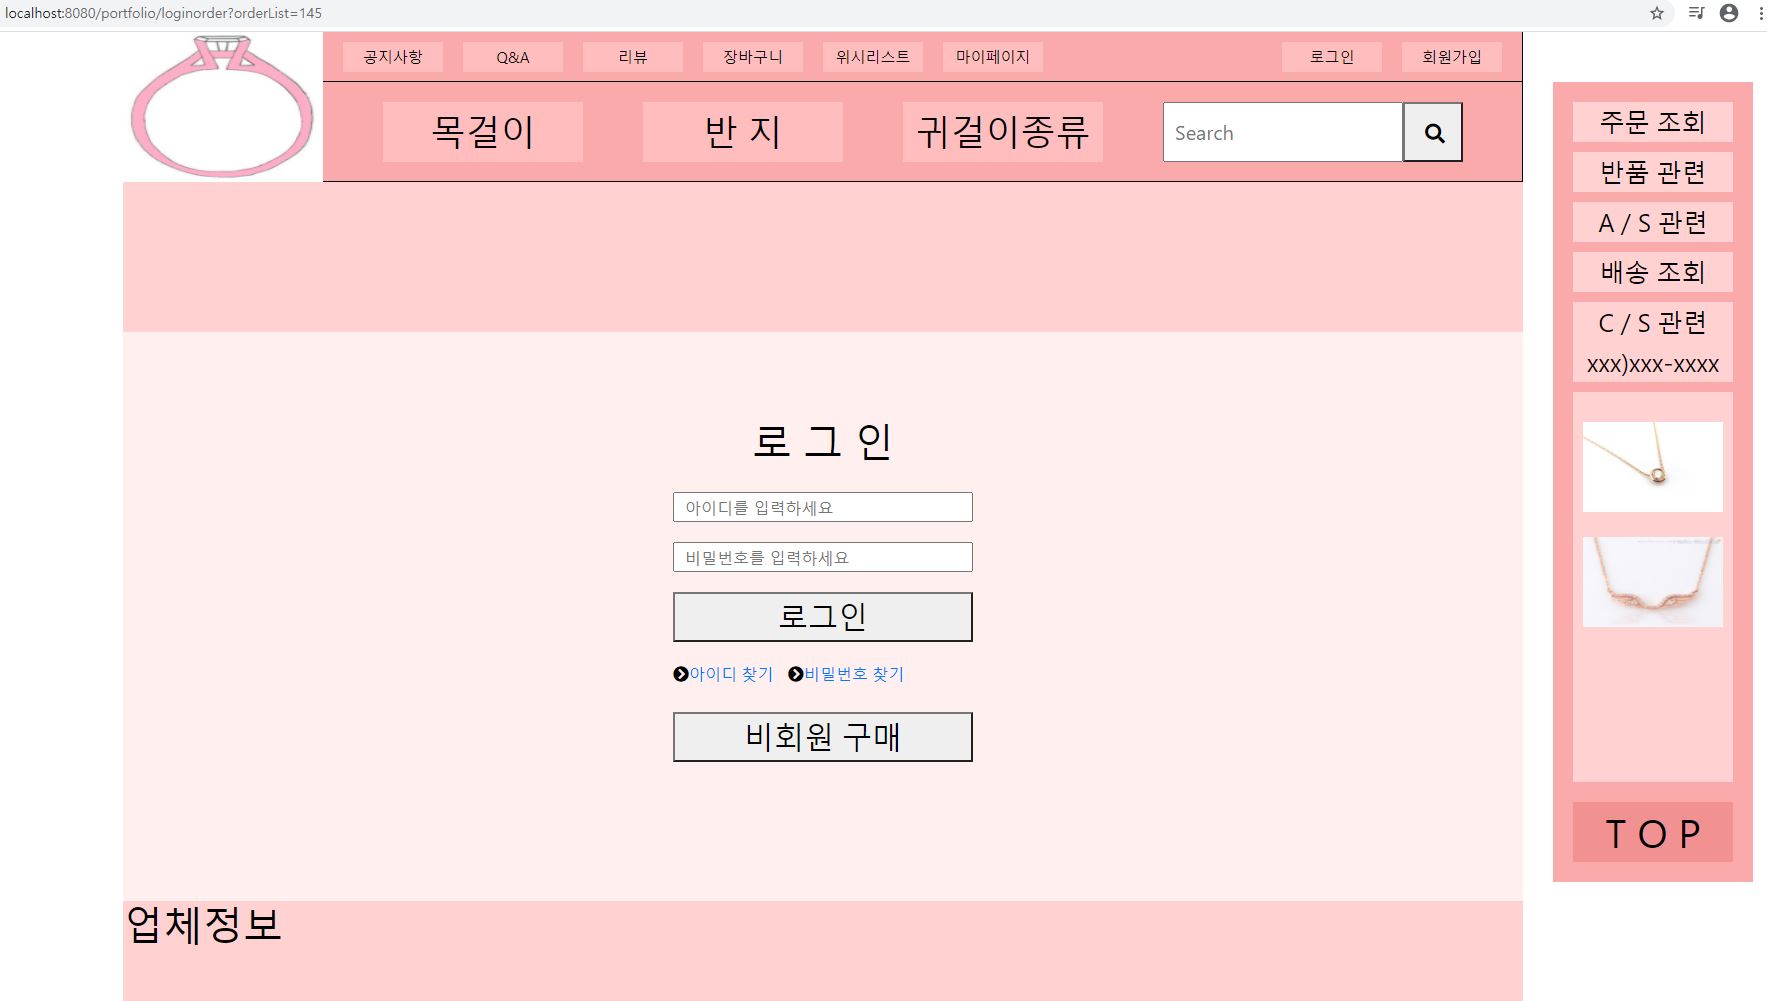 localhost:8080/portfolio/loginorder?orderList=145
공지사항
Q&A
리뷰
장바구니
위시리스트
마이페이지
로그인
회원가입
목걸이
반 지
귀걸이종류
Search
주문 조회
반품 관련
A / S 관련
배송 조회
C / S 관련
xxx)xxx-xxxx
로 그 인
아이디를 입력하세요
비밀번호를 입력하세요
로그인
아이디 찾기
비밀번호 찾기
비회원 구매
T O P
업체정보